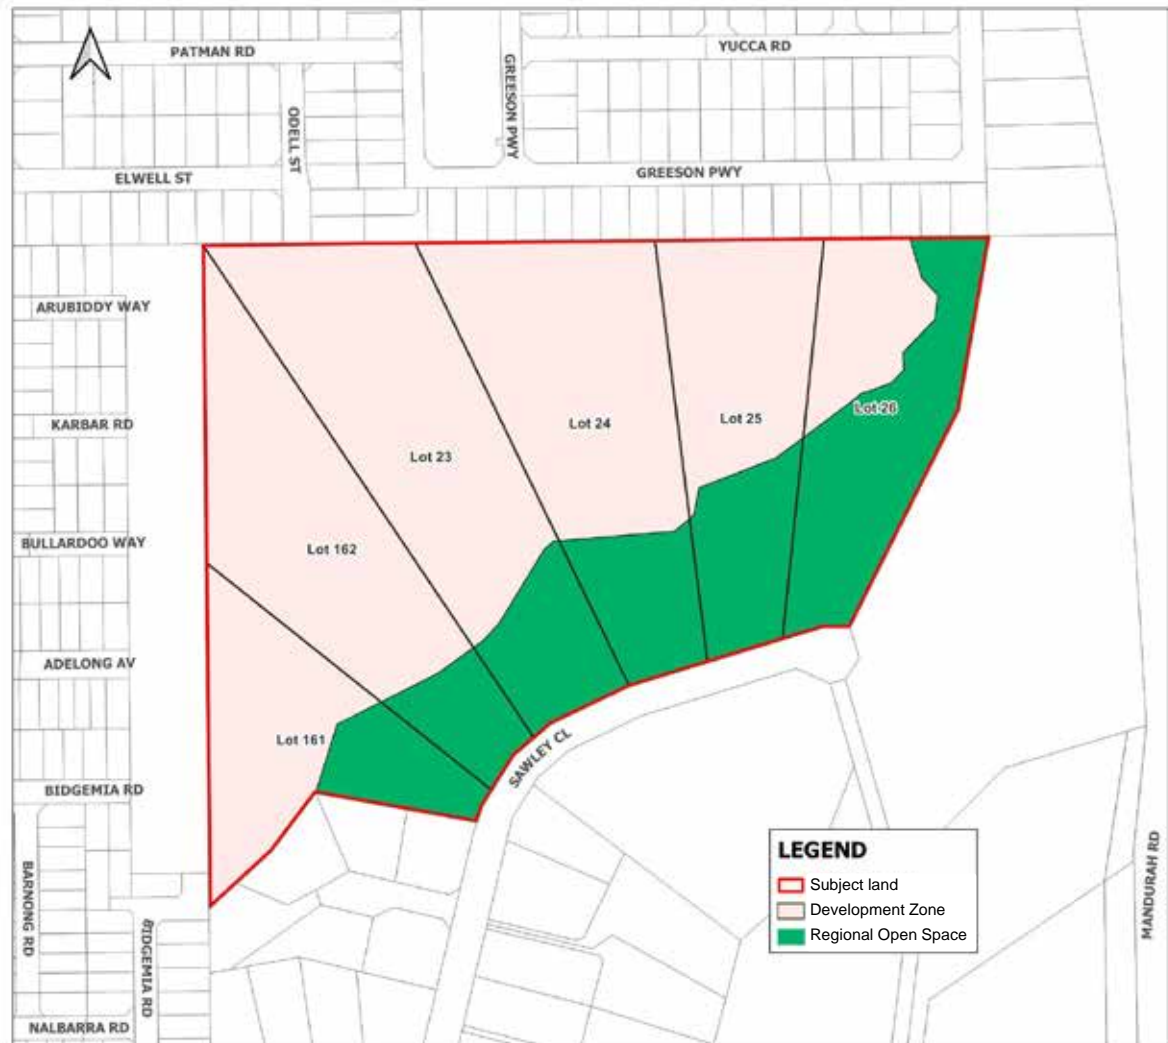 PATMAN RD
YUCCA RD
GREESON PWY
ODELL ST
ELWELL ST
GREESON PWY
ARUBIDDY WAY
KARBAR RD
BULLARDOO WAY
ADELONG AV
BIDGEMIA RD
BARNONG RD
BIDGEMIA RD
NALBARRA RD
Lot 26
Lot 25
Lot 24
Lot 23
Lot 162
Lot 161
SAWLEY CL
MANDURAH RD
LEGEND
Subject land
Development Zone
Regional Open Space